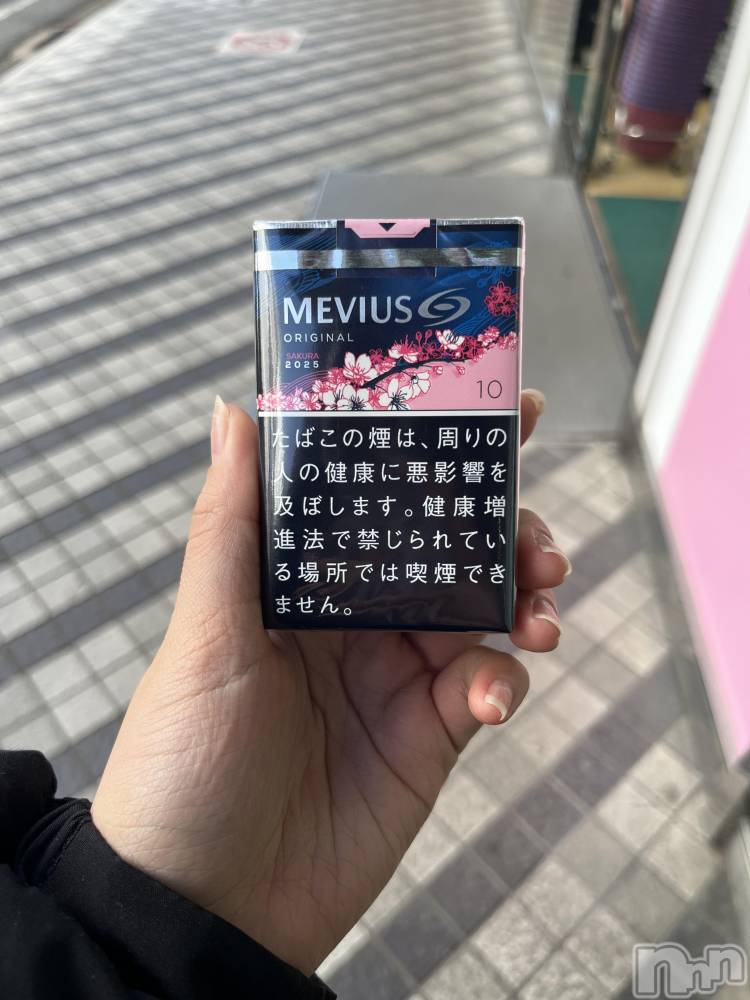 MEVIUS
ORIGINAL
SAKURA
2025
10
たばこの煙は、周りの
人の健康に悪影響を
及ぼします。健康増
進法で禁じられてい
る場所では喫煙でき
ません。
nnn